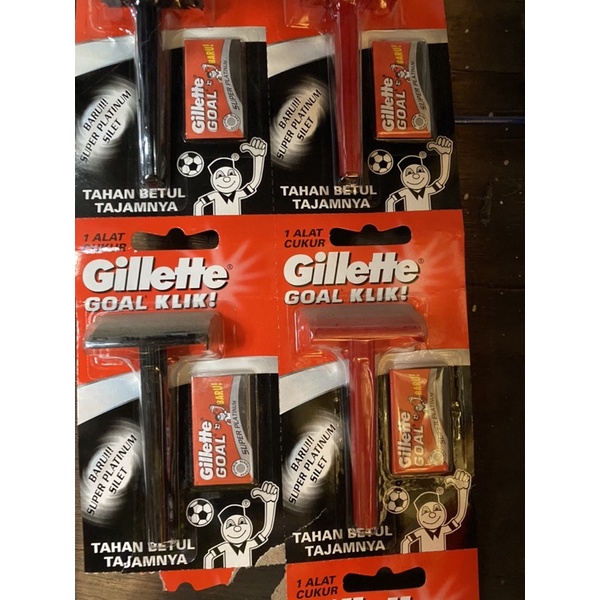 Gillette
GOAL
BARU!
SUPER PLATINUM
BARU!!!
SUPER PLATINUM
SILET
TAHAN BETUL
TAJAMNYA
Gillette
GOAL
BARU!
SUPER PLATINUM
BARU!!!
SUPER PLATINUM
SILET
TAHAN BETUL
TAJAMNYA
1 ALAT
CUKUR
Gillette®
GOAL KLIK!
Gillette
GOAL
BARU!
SUPER PLATINUM
BARU!!!
SUPER PLATINUM
SILET
TAHAN BETUL
TAJAMNYA
1 ALAT
CUKUR
Gillette®
GOAL KLIK!
Gillette
GOAL
BARU!
SUPER PLATINUM
BARU!!!
SUPER PLATINUM
SILET
TAHAN BETUL
TAJAMNYA
1 ALAT
CUKUR
Gillette